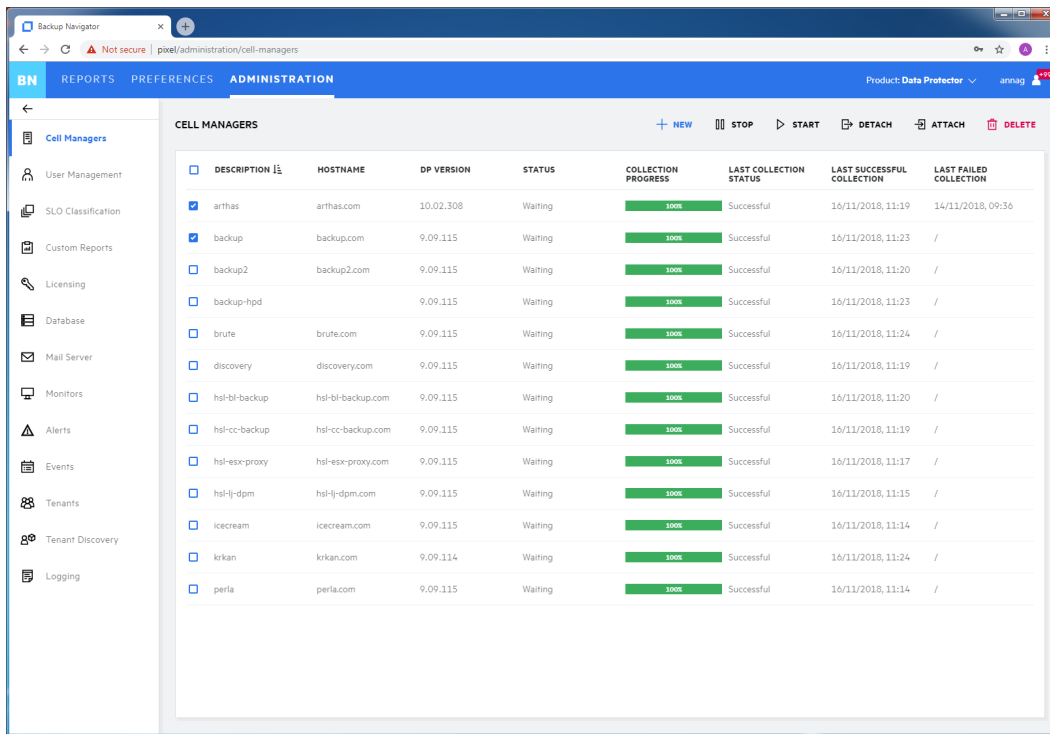 Backup Navigator
Not secure | pixel/administration/cell-managers
A
BN REPORTS PREFERENCES ADMINISTRATION Product: Data Protector annag +99
Cell Managers
User Management
SLO Classification
Custom Reports
Licensing
Database
Mail Server
Monitors
Alerts
Events
Tenants
Tenant Discovery
Logging
CELL MANAGERS NEW STOP START DETACH ATTACH DELETE
DESCRIPTION HOSTNAME DP VERSION STATUS COLLECTION PROGRESS LAST COLLECTION STATUS LAST SUCCESSFUL COLLECTION LAST FAILED COLLECTION
arthas arthas.com 10.02.308 Waiting 100% Successful 16/11/2018, 11:19 14/11/2018, 09:36
backup backup.com 9.09.115 Waiting 100% Successful 16/11/2018, 11:23 /
backup2 backup2.com 9.09.115 Waiting 100% Successful 16/11/2018, 11:20 /
backup-hpd 9.09.115 Waiting 100% Successful 16/11/2018, 11:23 /
brute brute.com 9.09.115 Waiting 100% Successful 16/11/2018, 11:24 /
discovery discovery.com 9.09.115 Waiting 100% Successful 16/11/2018, 11:19 /
hsl-bl-backup hsl-bl-backup.com 9.09.115 Waiting 100% Successful 16/11/2018, 11:20 /
hsl-cc-backup hsl-cc-backup.com 9.09.115 Waiting 100% Successful 16/11/2018, 11:19 /
hsl-esx-proxy hsl-esx-proxy.com 9.09.115 Waiting 100% Successful 16/11/2018, 11:17 /
hsl-lj-dpm hsl-lj-dpm.com 9.09.115 Waiting 100% Successful 16/11/2018, 11:15 /
icecream icecream.com 9.09.115 Waiting 100% Successful 16/11/2018, 11:14 /
krkan krkan.com 9.09.114 Waiting 100% Successful 16/11/2018, 11:24 /
perla perla.com 9.09.115 Waiting 100% Successful 16/11/2018, 11:14 /